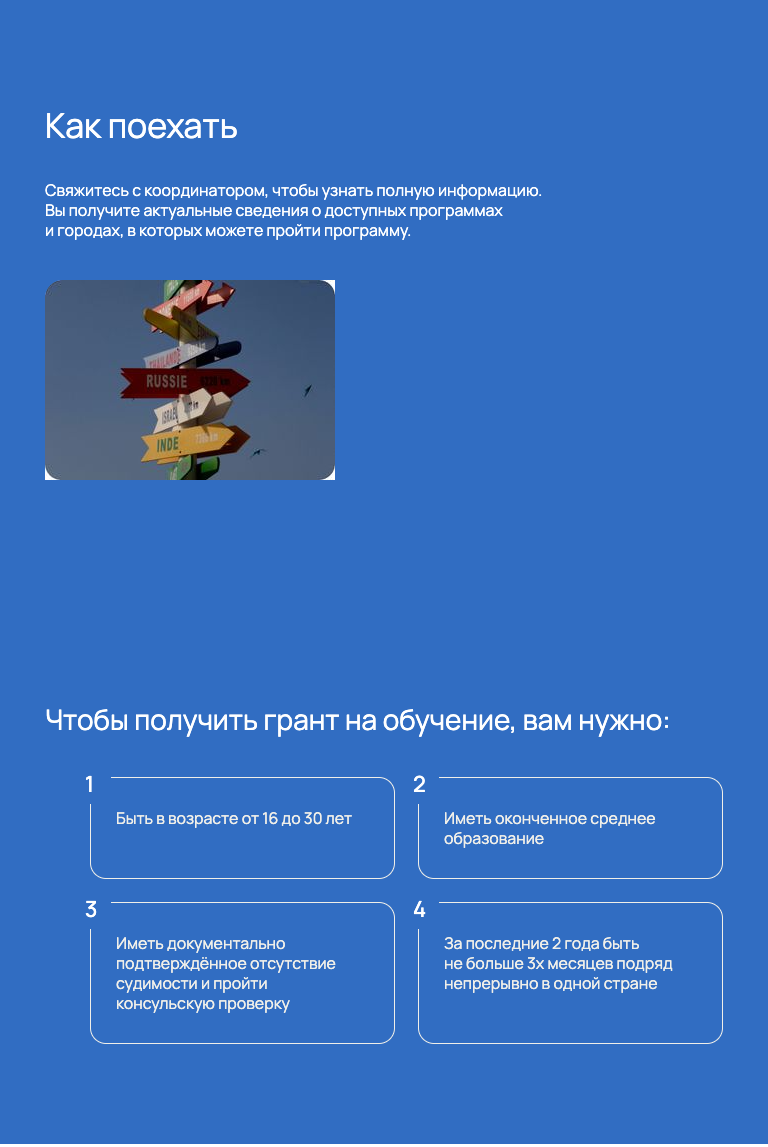 Как поехать
Свяжитесь с координатором, чтобы узнать полную информацию.
Вы получите актуальные сведения о доступных программах
и городах, в которых можете пройти программу.
THAILANDE
RUSSIE
ISRAËL
INDE
Чтобы получить грант на обучение, вам нужно:
1
Быть в возрасте от 16 до 30 лет
2
Иметь оконченное среднее
образование
3
Иметь документально
подтверждённое отсутствие
судимости и пройти
консульскую проверку
4
За последние 2 года быть
не больше 3х месяцев подряд
непрерывно в одной стране